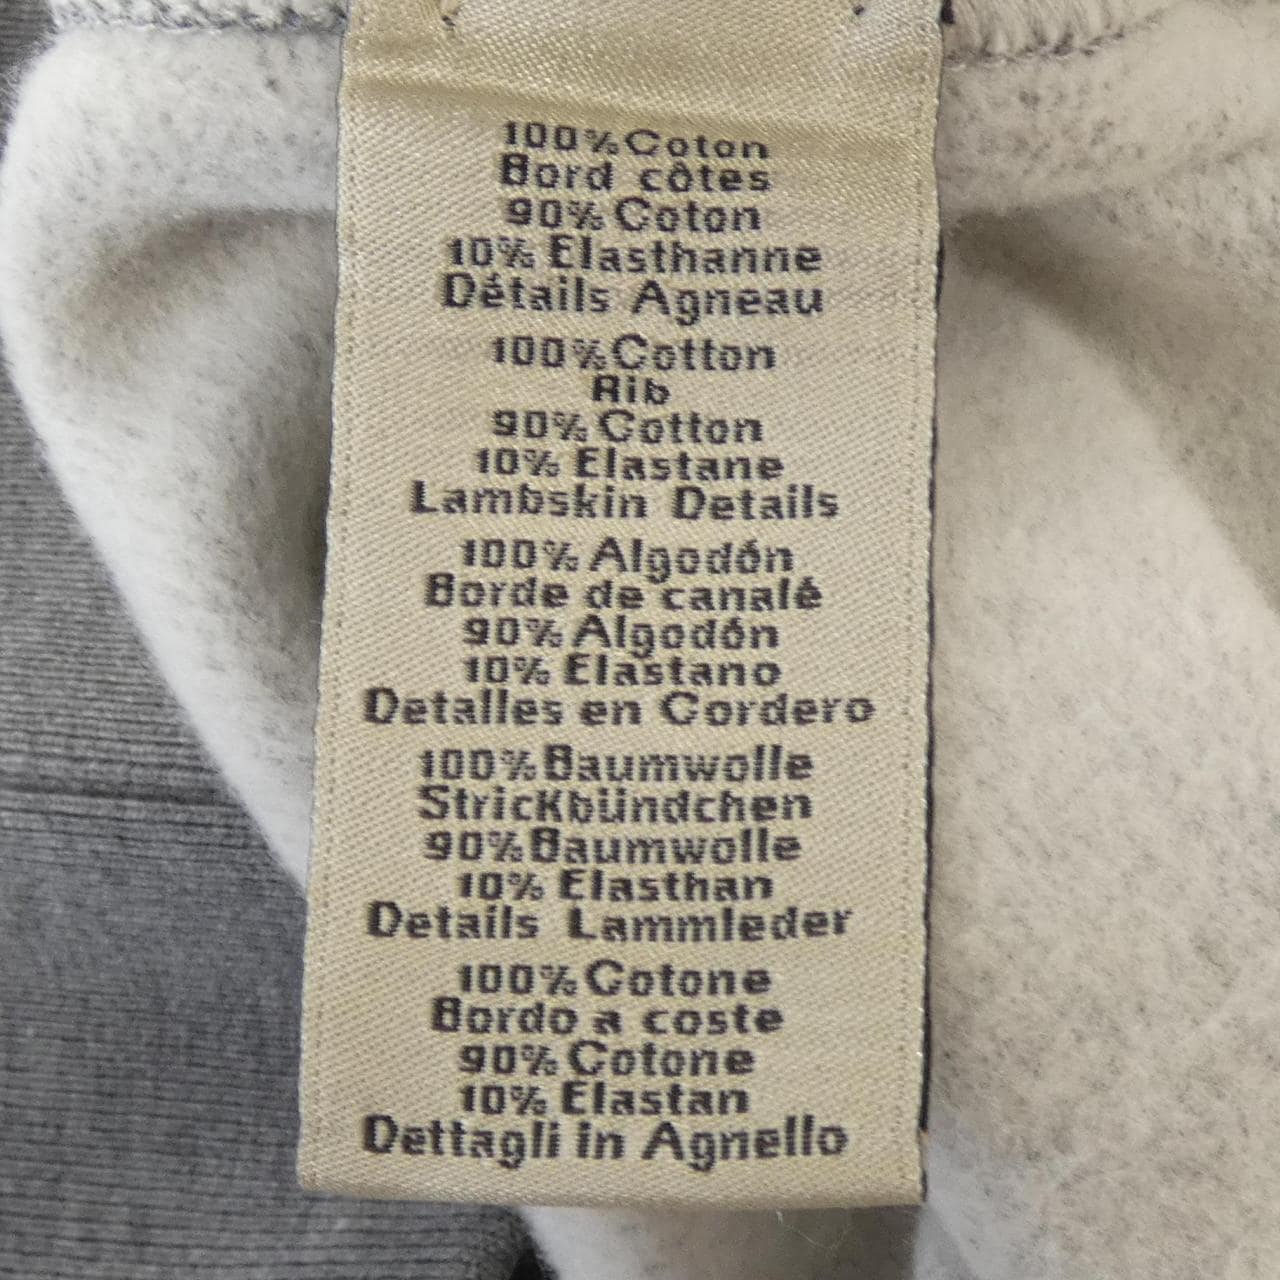 100% Coton
Bord côtes
90% Coton
10% Elasthanne
Détails Agneau
100% Cotton
Rib
90% Cotton
10% Elastane
Lambskin Details
100% Algodón
Borde de canalé
90% Algodón
10% Elastano
Detalles en Cordero
100% Baumwolle
Strickbündchen
90% Baumwolle
10% Elasthan
Details Lammleder
100% Cotone
Bordo a coste
90% Cotone
10% Elastan
Dettagli in Agnello